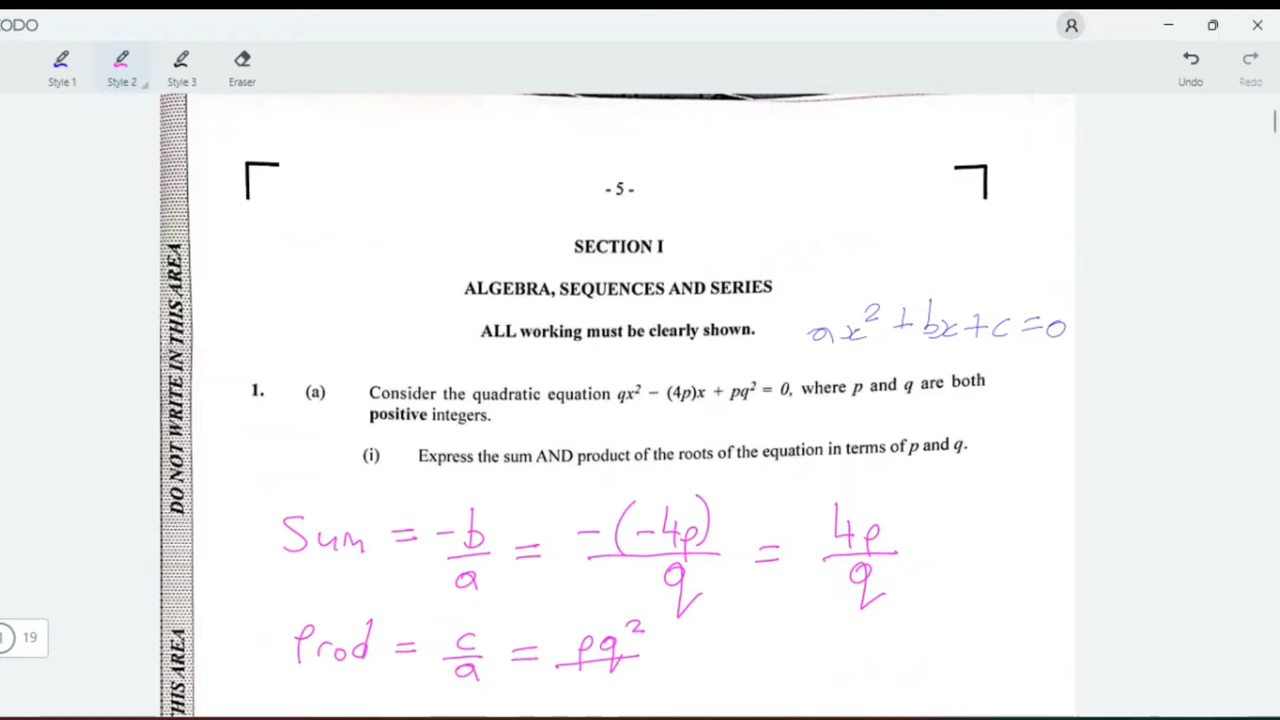 ODO
Style 1
Style 2
Style 3
Eraser
Undo
Redo
DO NOT WRITE IN THIS AREA
- 5 -
SECTION I
ALGEBRA, SEQUENCES AND SERIES
ALL working must be clearly shown.
ax² + bx + c = 0
1. (a) Consider the quadratic equation qx² − (4p)x + pq² = 0, where p and q are both
positive integers.
(i) Express the sum AND product of the roots of the equation in terms of p and q.
Sum = -b/a = -(-4p)/q = 4p/q
Prod = c/a = pq²
19
HIS AREA